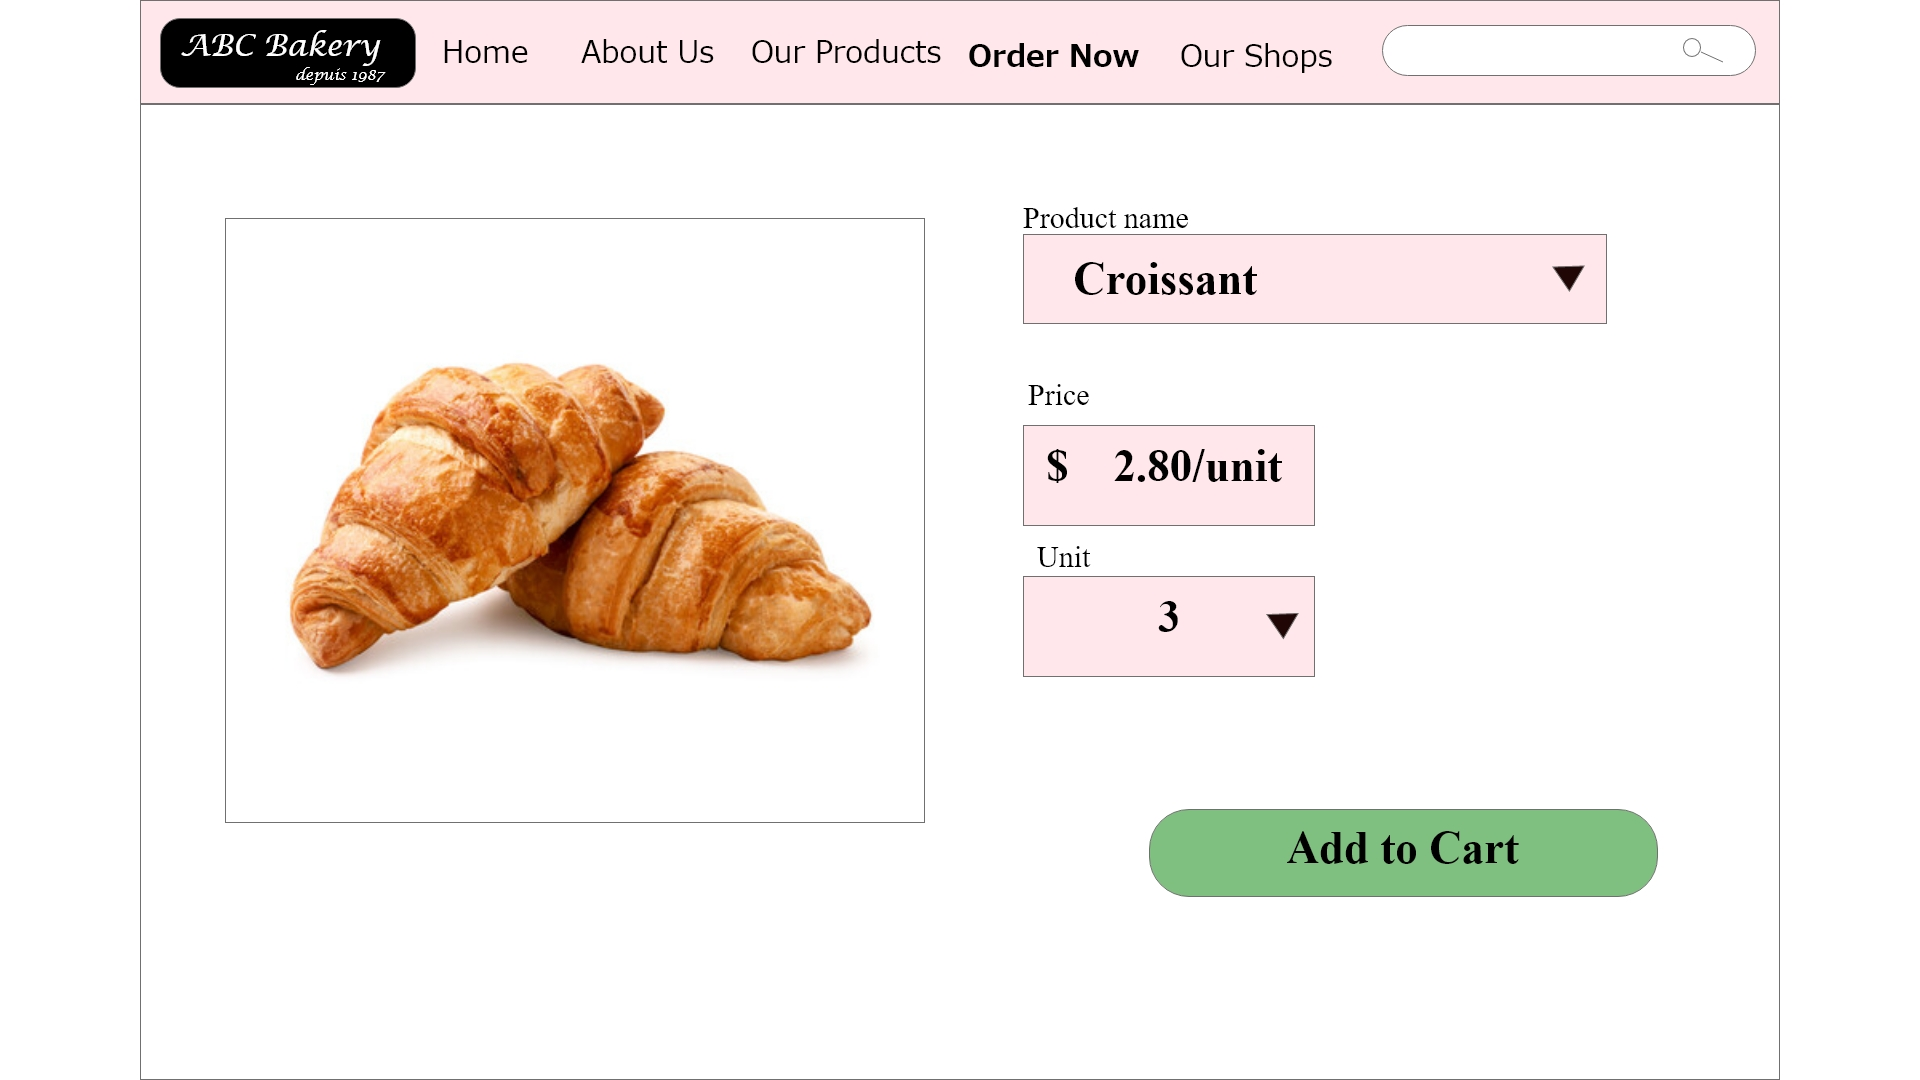 ABC Bakery
depuis 1987
Home
About Us
Our Products
Order Now
Our Shops
Product name
Croissant
Price
$ 2.80/unit
Unit
3
Add to Cart